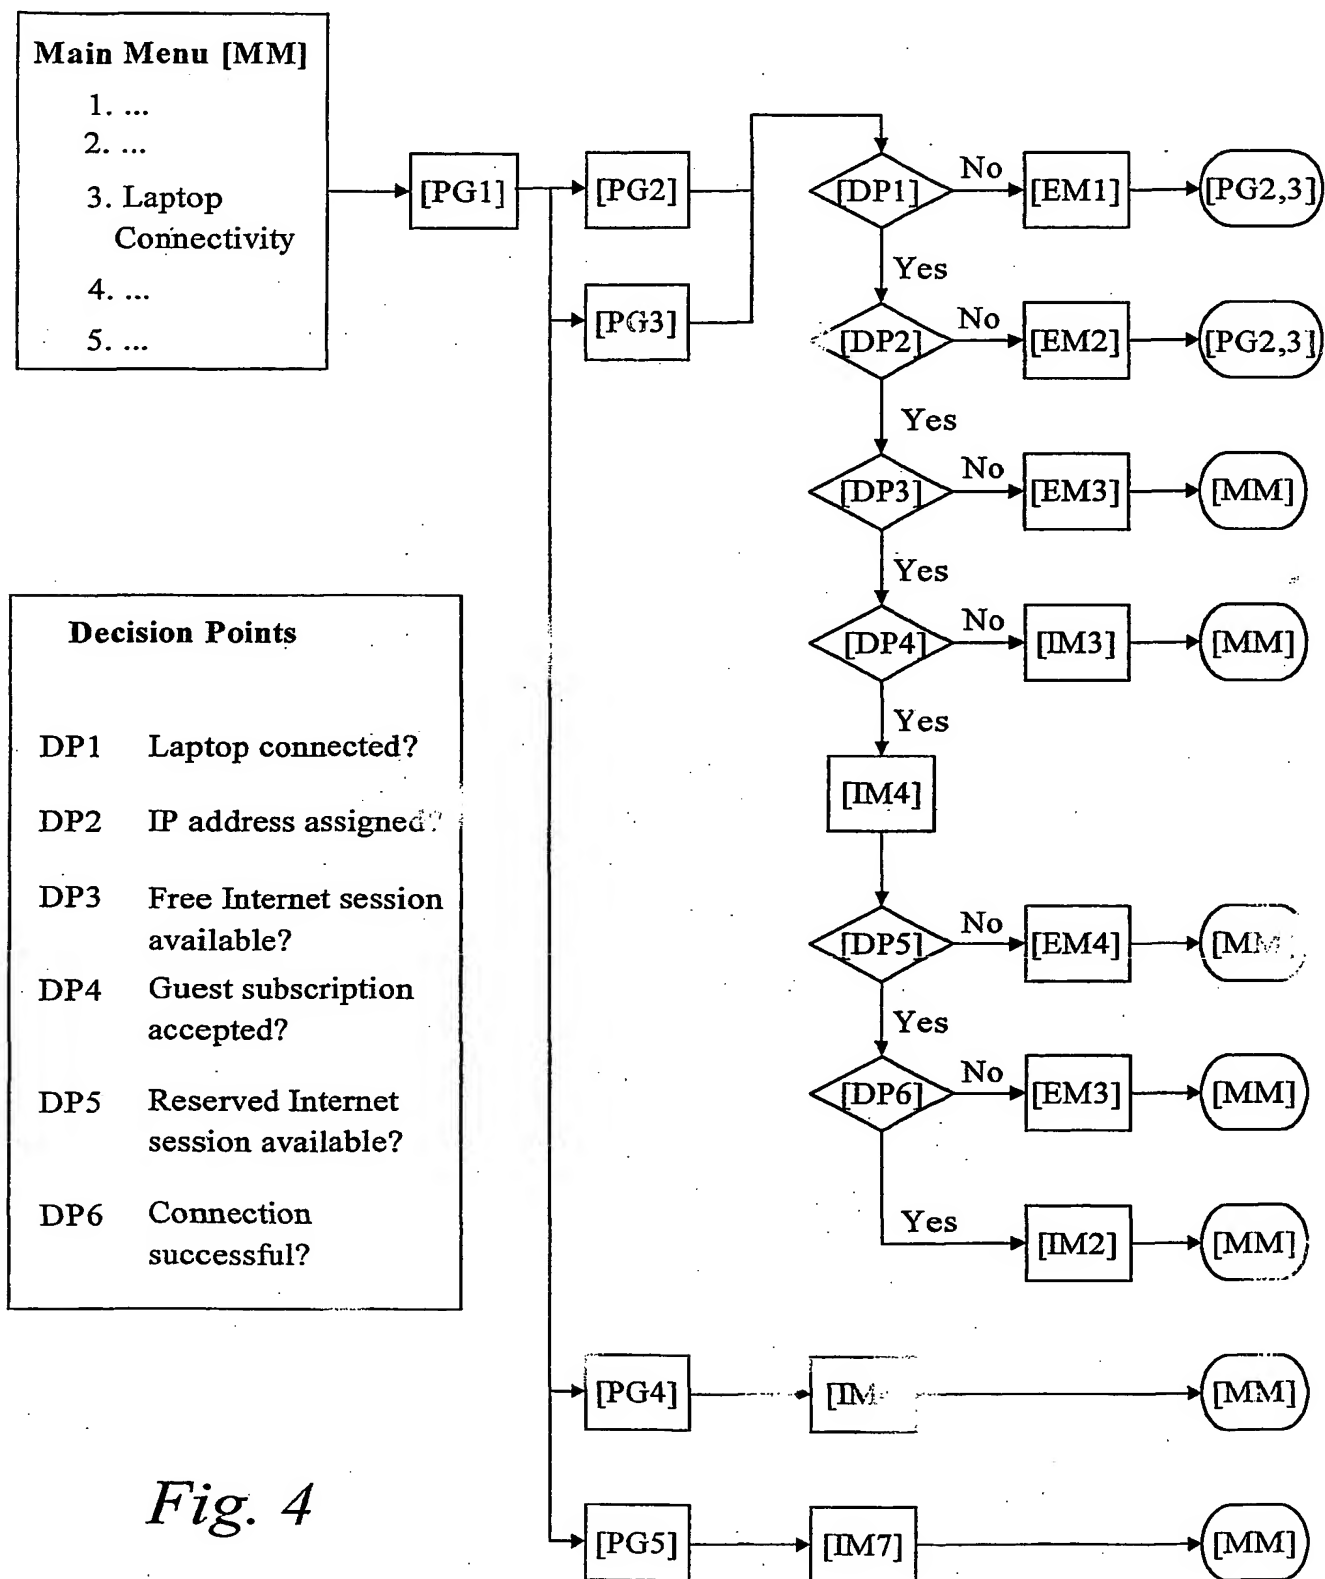 Main Menu [MM]
1. ...
2. ...
3. Laptop
Connectivity
4. ...
5. ...
[PG1]
[PG2]
[PG3]
[DP1]
No
[EM1]
[PG2,3]
Yes
[DP2]
No
[EM2]
[PG2,3]
Yes
[DP3]
No
[EM3]
[MM]
Yes
[DP4]
No
[IM3]
[MM]
Yes
[IM4]
[DP5]
No
[EM4]
[MM
Yes
[DP6]
No
[EM3]
[MM]
Yes
[IM2]
[MM]
[PG4]
[IM
[MM]
[PG5]
[IM7]
[MM]
Decision Points
DP1 Laptop connected?
DP2 IP address assigned?
DP3 Free Internet session
available?
DP4 Guest subscription
accepted?
DP5 Reserved Internet
session available?
DP6 Connection
successful?
Fig. 4